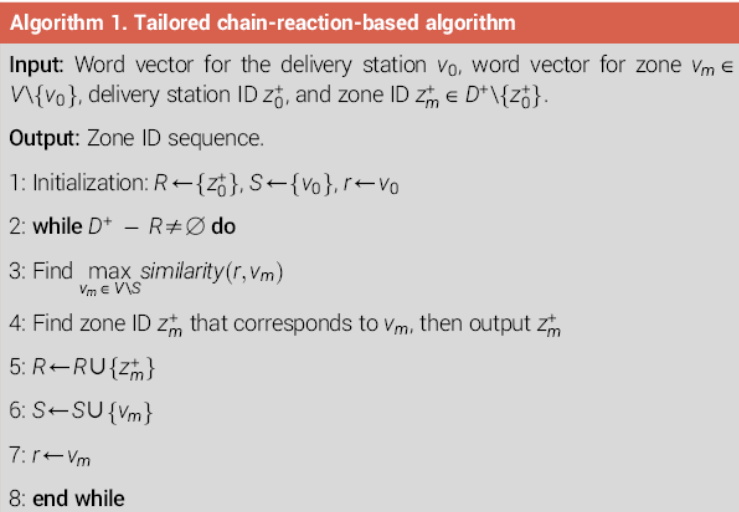 Algorithm 1. Tailored chain-reaction-based algorithm
Input: Word vector for the delivery station v₀, word vector for zone vₘ ∈
V\{v₀}, delivery station ID z₀⁺, and zone ID zₘ⁺ ∈ D⁺\{z₀⁺}.
Output: Zone ID sequence.
1: Initialization: R←{z₀⁺}, S←{v₀}, r←v₀
2: while D⁺ − R≠∅ do
3: Find max similarity(r,vₘ)
vₘ ∈ V\S
4: Find zone ID zₘ⁺ that corresponds to vₘ, then output zₘ⁺
5: R←RU{zₘ⁺}
6: S←SU{vₘ}
7: r←vₘ
8: end while